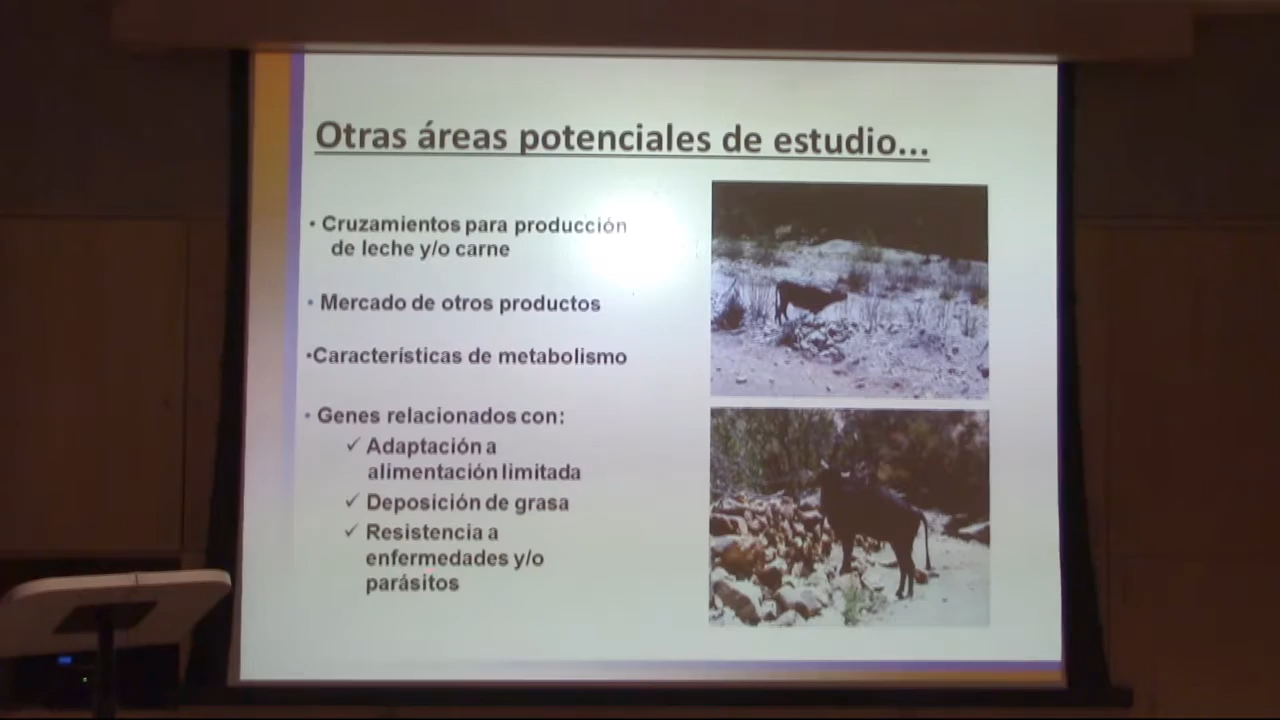 Otras áreas potenciales de estudio...
• Cruzamientos para producción
de leche y/o carne
• Mercado de otros productos
•Características de metabolismo
• Genes relacionados con:
✓ Adaptación a
alimentación limitada
✓ Deposición de grasa
✓ Resistencia a
enfermedades y/o
parásitos